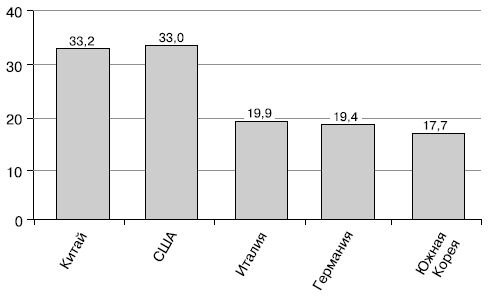 40
30
20
10
0
33,2
33,0
19,9
19,4
17,7
Китай
США
Италия
Германия
Южная
Корея